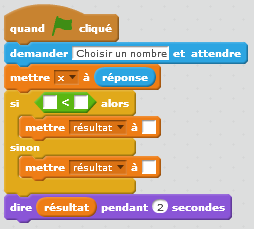 quand cliqué
demander Choisir un nombre et attendre
mettre x à réponse
si < alors
mettre résultat à
sinon
mettre résultat à
dire résultat pendant 2 secondes